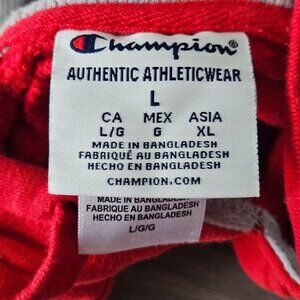 Champion®
AUTHENTIC ATHLETICWEAR
L
CA MEX ASIA
L/G G XL
MADE IN BANGLADESH
FABRIQUÉ AU BANGLADESH
HECHO EN BANGLADESH
CHAMPION.COM
MADE IN BANGLADESH
FABRIQUE AU BANGLADESH
HECHO EN BANGLADESH
L/G/G